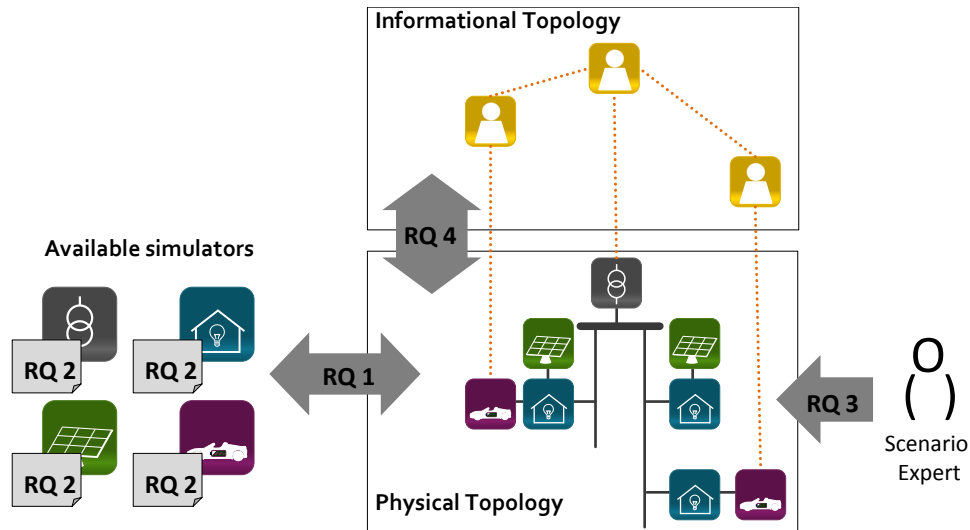 Informational Topology
RQ 4
Available simulators
RQ 2
RQ 2
RQ 1
RQ 3
RQ 2
RQ 2
Scenario
Expert
Physical Topology